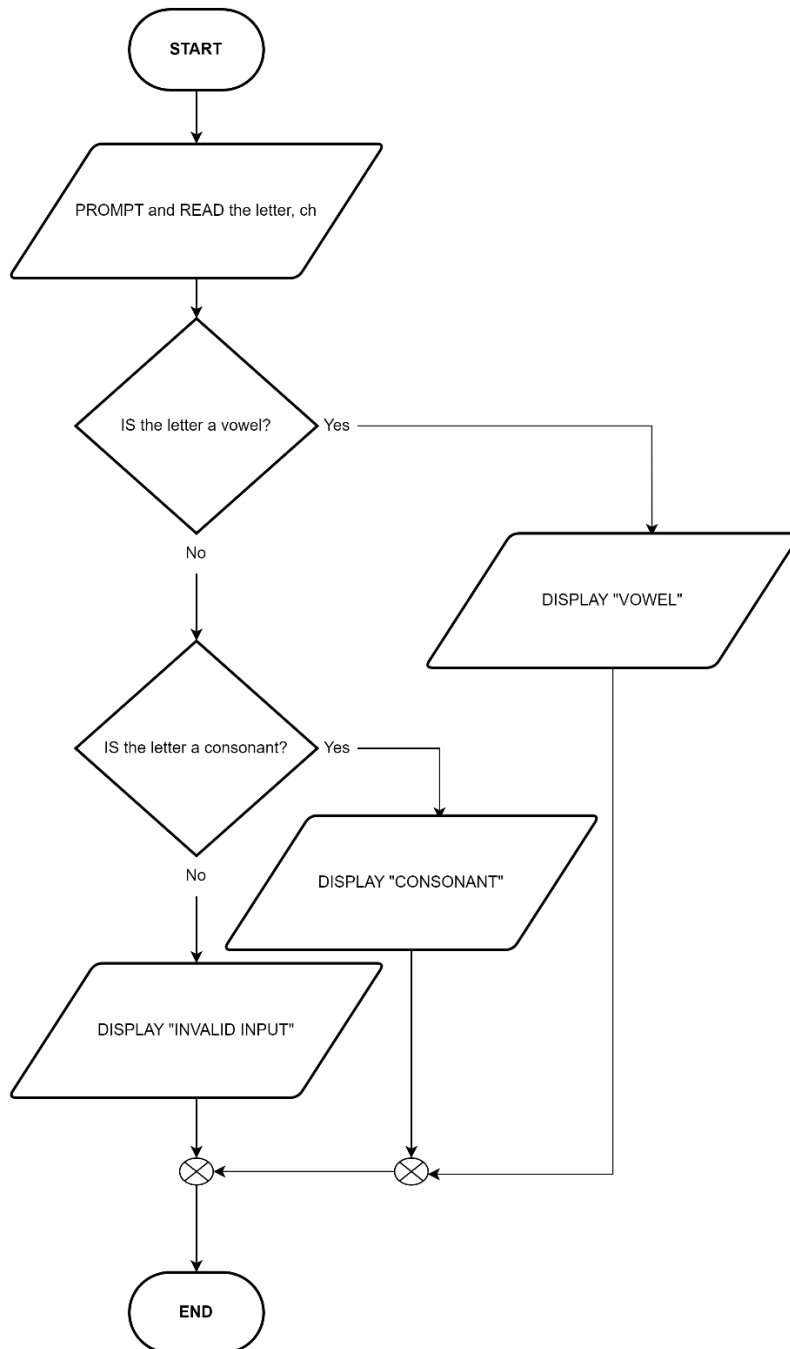 START
PROMPT and READ the letter, ch
IS the letter a vowel?
Yes
No
DISPLAY "VOWEL"
IS the letter a consonant?
Yes
No
DISPLAY "CONSONANT"
DISPLAY "INVALID INPUT"
END